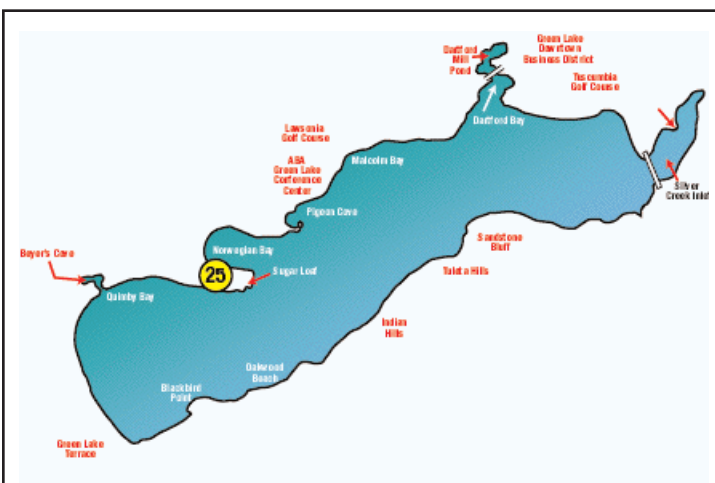 Green Lake
Downtown
Business District
Dartford
Mill
Pond
Tuscumbia
Golf Course
Dartford Bay
Lawsonia
Golf Course
Malcolm Bay
ABA
Green Lake
Conference
Center
Silver
Creek Inlet
Pigeon Cove
Sandstone
Bluff
Norwegian Bay
Beyer's Cove
25
Sugar Loaf
Tuleta Hills
Quimby Bay
Indian
Hills
Oakwood
Beach
Blackbird
Point
Green Lake
Terrace